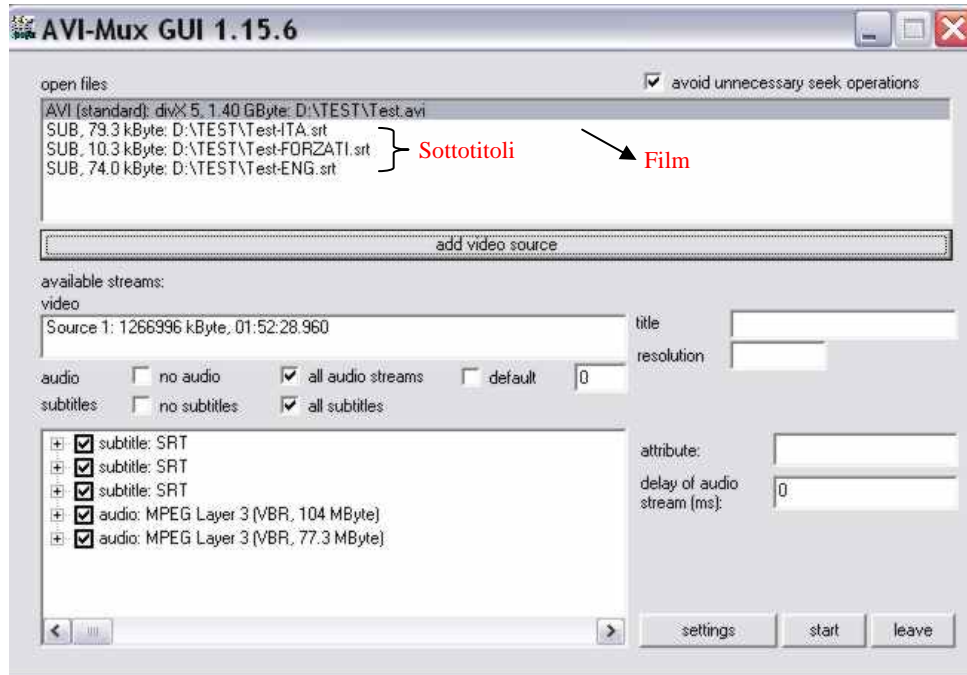 AVI-Mux GUI 1.15.6
open files
avoid unnecessary seek operations
AVI (standard): divX 5, 1.40 GByte: D:\TEST\Test.avi
SUB, 79.3 kByte: D:\TEST\Test-ITA.srt
SUB, 10.3 kByte: D:\TEST\Test-FORZATI.srt
SUB, 74.0 kByte: D:\TEST\Test-ENG.srt
Sottotitoli
Film
add video source
available streams:
video
Source 1: 1266996 kByte, 01:52:28.960
title
resolution
audio no audio all audio streams default 0
subtitles no subtitles all subtitles
subtitle: SRT
subtitle: SRT
subtitle: SRT
audio: MPEG Layer 3 (VBR, 104 MByte)
audio: MPEG Layer 3 (VBR, 77.3 MByte)
attribute:
delay of audio
stream (ms):
0
settings start leave